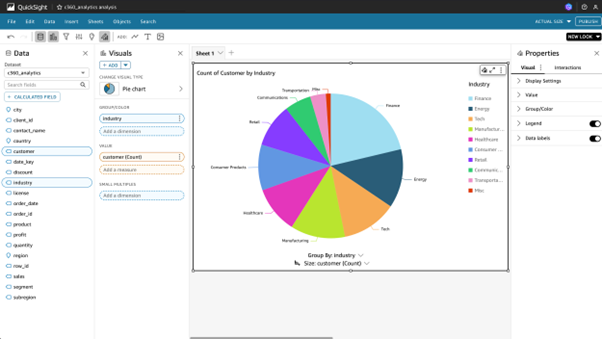 QuickSight
c360_analytics analysis
File
Edit
Data
Insert
Sheets
Objects
Search
ACTUAL SIZE
PUBLISH
ADD:
NEW LOOK
Data
Dataset
c360_analytics
Search fields
+ CALCULATED FIELD
city
client_id
contact_name
country
customer
date_key
discount
industry
license
order_date
order_id
product
profit
quantity
region
row_id
sales
segment
subregion
Visuals
+ ADD
CHANGE VISUAL TYPE
Pie chart
GROUP/COLOR
industry
Add a dimension
VALUE
customer (Count)
Add a measure
SMALL MULTIPLES
Add a dimension
Sheet 1
Count of Customer by Industry
Transportation
Misc
Communications
Finance
Retail
Consumer Products
Energy
Healthcare
Tech
Manufacturing
Group By: industry
Size: customer (Count)
Industry
Finance
Energy
Tech
Manufactur...
Healthcare
Consumer ...
Retail
Communic...
Transporta...
Misc
Properties
Visual
Interactions
Display Settings
Value
Group/Color
Legend
Data labels